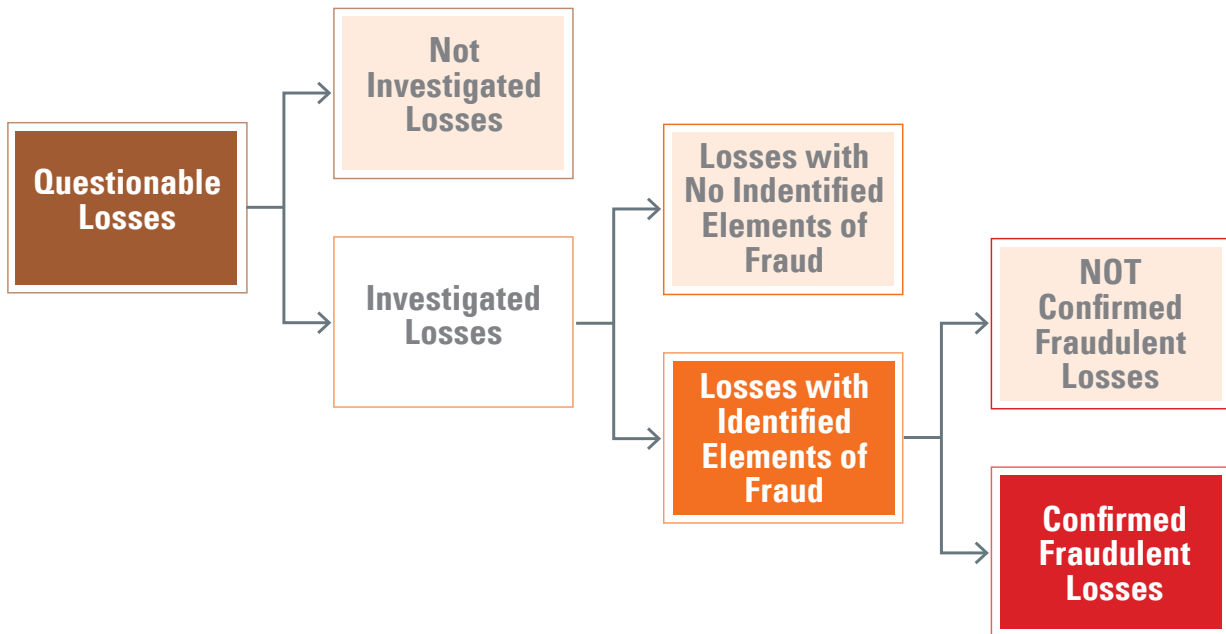 Questionable
Losses
Not
Investigated
Losses
Investigated
Losses
Losses with
No Indentified
Elements of
Fraud
Losses with
Identified
Elements of
Fraud
NOT
Confirmed
Fraudulent
Losses
Confirmed
Fraudulent
Losses